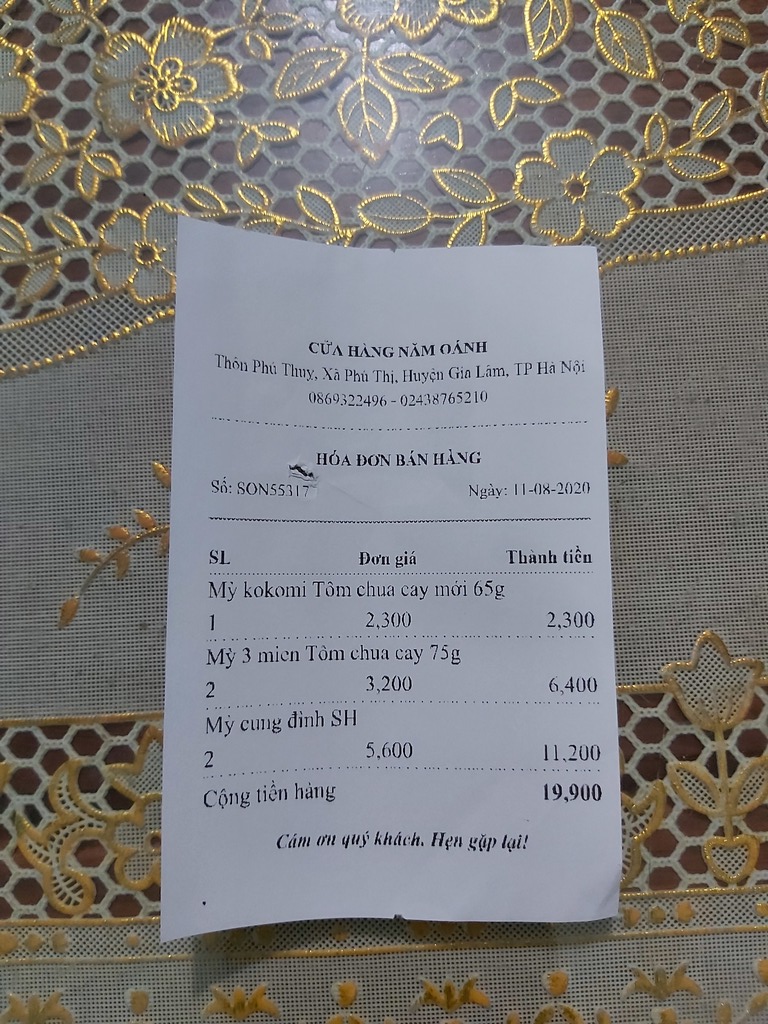 CỬA HÀNG NĂM OÁNH
Thôn Phú Thuỵ, Xã Phú Thị, Huyện Gia Lâm, TP Hà Nội
0869322496 - 02438765210
HÓA ĐƠN BÁN HÀNG
Số: SON55317 Ngày: 11-08-2020
SL Đơn giá Thành tiền
Mỳ kokomi Tôm chua cay mới 65g
1 2,300 2,300
Mỳ 3 miền Tôm chua cay 75g
2 3,200 6,400
Mỳ cung đình SH
2 5,600 11,200
Cộng tiền hàng 19,900
Cám ơn quý khách. Hẹn gặp lại!